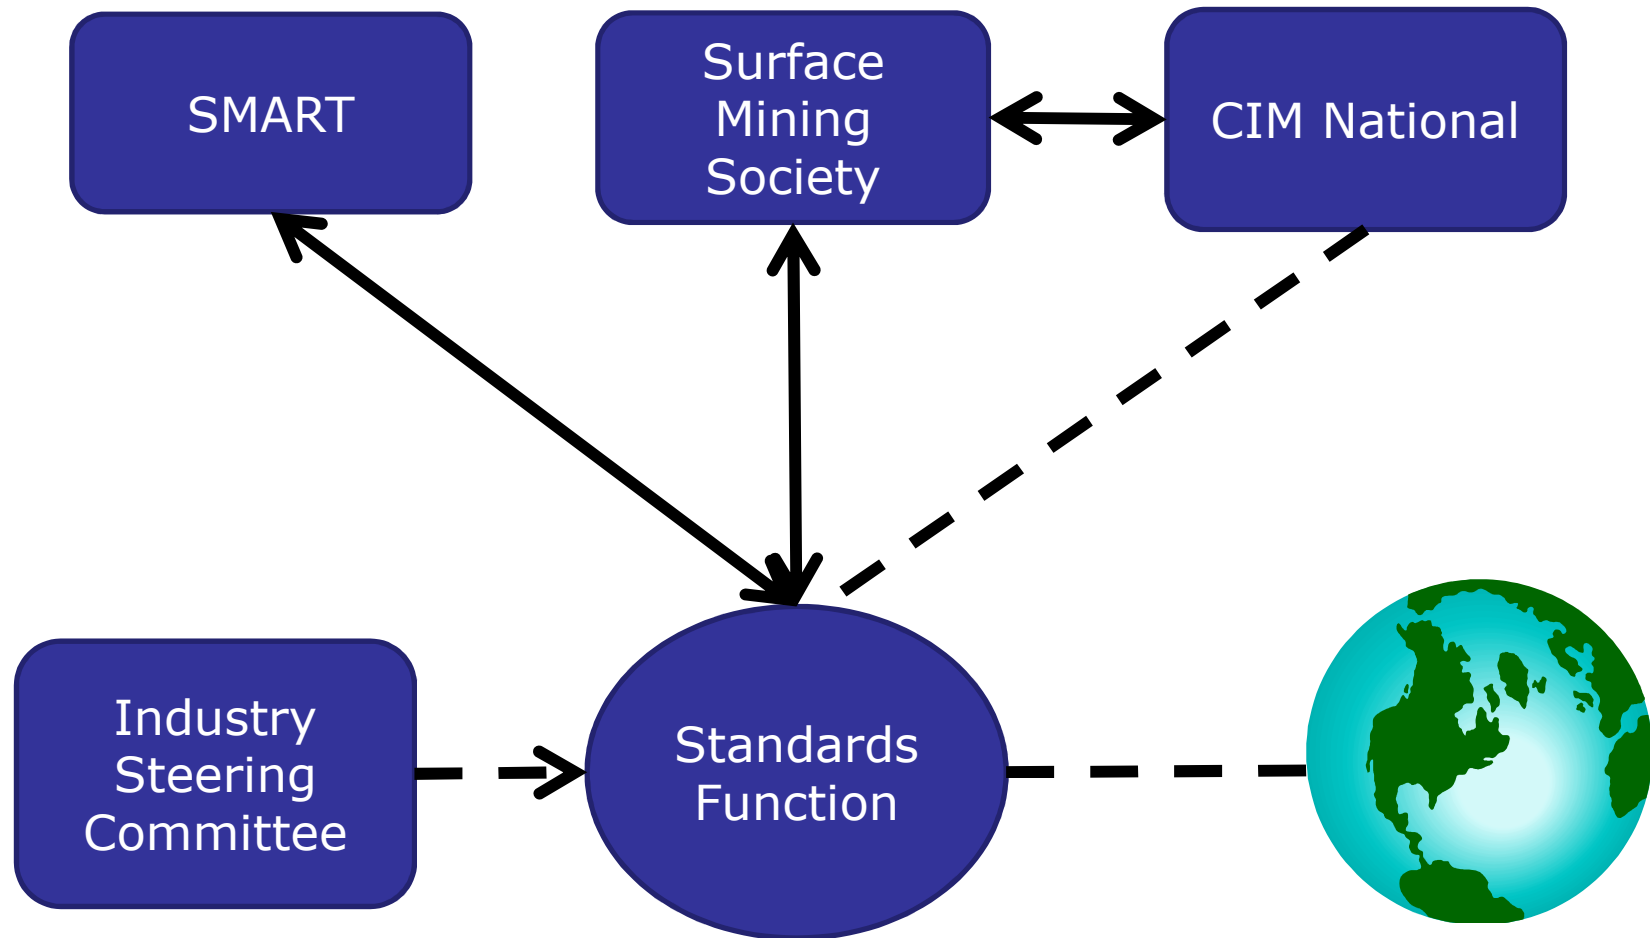 SMART
Surface
Mining
Society
CIM National
Industry
Steering
Committee
Standards
Function